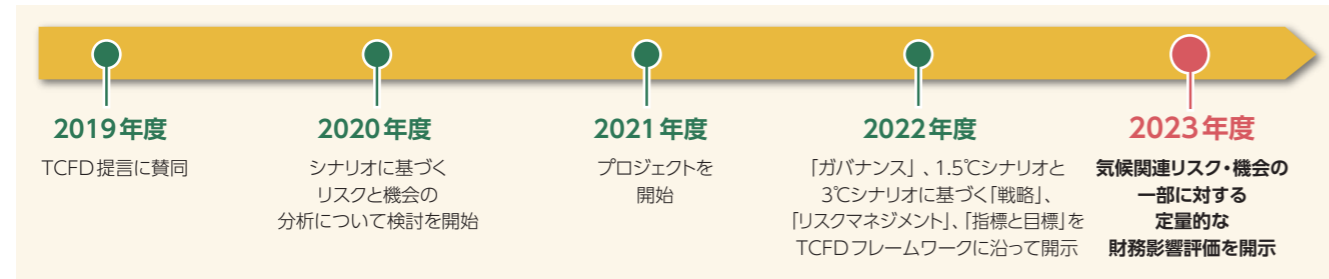 2019年度
TCFD提言に賛同
2020年度
シナリオに基づく
リスクと機会の
分析について検討を開始
2021年度
プロジェクトを
開始
2022年度
「ガバナンス」、1.5℃シナリオと
3℃シナリオに基づく「戦略」、
「リスクマネジメント」、「指標と目標」を
TCFDフレームワークに沿って開示
2023年度
気候関連リスク・機会の
一部に対する
定量的な
財務影響評価を開示